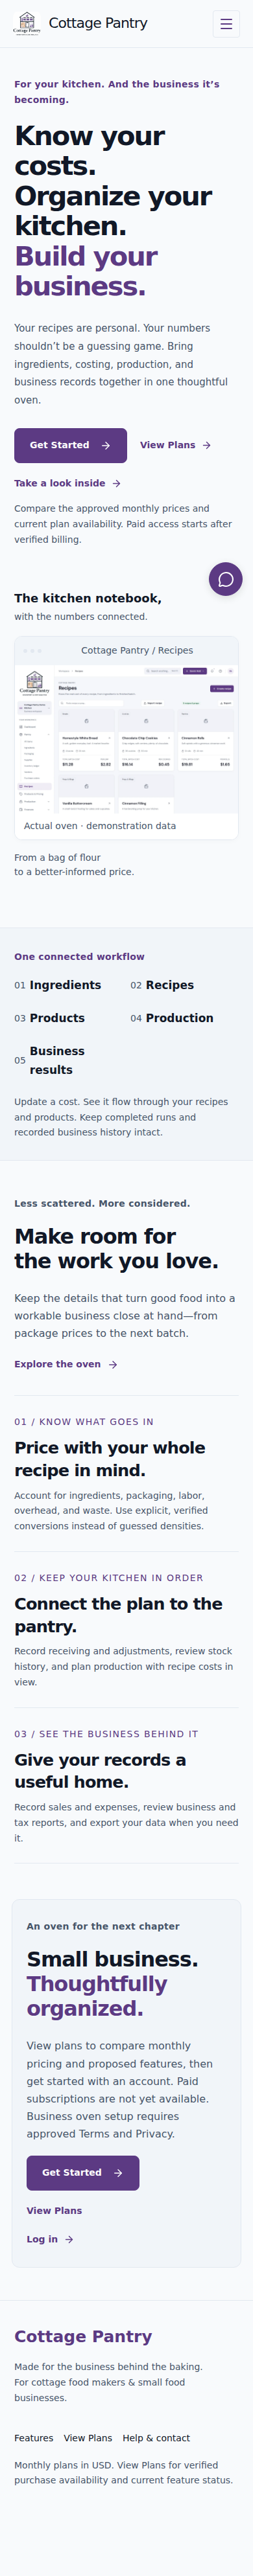 Cottage Pantry
Cottage Pantry
For your kitchen. And the business it's
becoming.
Know your
costs.
Organize your
kitchen.
Build your
business.
Your recipes are personal. Your numbers
shouldn't be a guessing game. Bring
ingredients, costing, production, and
business records together in one thoughtful
oven.
Get Started
View Plans
Take a look inside
Compare the approved monthly prices and
current plan availability. Paid access starts after
verified billing.
The kitchen notebook,
with the numbers connected.
Cottage Pantry / Recipes
Cottage Pantry
Recipes
Homestyle White Bread
Chocolate Chip Cookies
Cinnamon Rolls
Vanilla Buttercream
Cinnamon Filling
Actual oven · demonstration data
From a bag of flour
to a better-informed price.
One connected workflow
01 Ingredients
02 Recipes
03 Products
04 Production
05 Business
results
Update a cost. See it flow through your recipes
and products. Keep completed runs and
recorded business history intact.
Less scattered. More considered.
Make room for
the work you love.
Keep the details that turn good food into a
workable business close at hand—from
package prices to the next batch.
Explore the oven
01 / KNOW WHAT GOES IN
Price with your whole
recipe in mind.
Account for ingredients, packaging, labor,
overhead, and waste. Use explicit, verified
conversions instead of guessed densities.
02 / KEEP YOUR KITCHEN IN ORDER
Connect the plan to the
pantry.
Record receiving and adjustments, review stock
history, and plan production with recipe costs in
view.
03 / SEE THE BUSINESS BEHIND IT
Give your records a
useful home.
Record sales and expenses, review business and
tax reports, and export your data when you need
it.
An oven for the next chapter
Small business.
Thoughtfully
organized.
View plans to compare monthly
pricing and proposed features, then
get started with an account. Paid
subscriptions are not yet available.
Business oven setup requires
approved Terms and Privacy.
Get Started
View Plans
Log in
Cottage Pantry
Made for the business behind the baking.
For cottage food makers & small food
businesses.
Features View Plans Help & contact
Monthly plans in USD. View Plans for verified
purchase availability and current feature status.